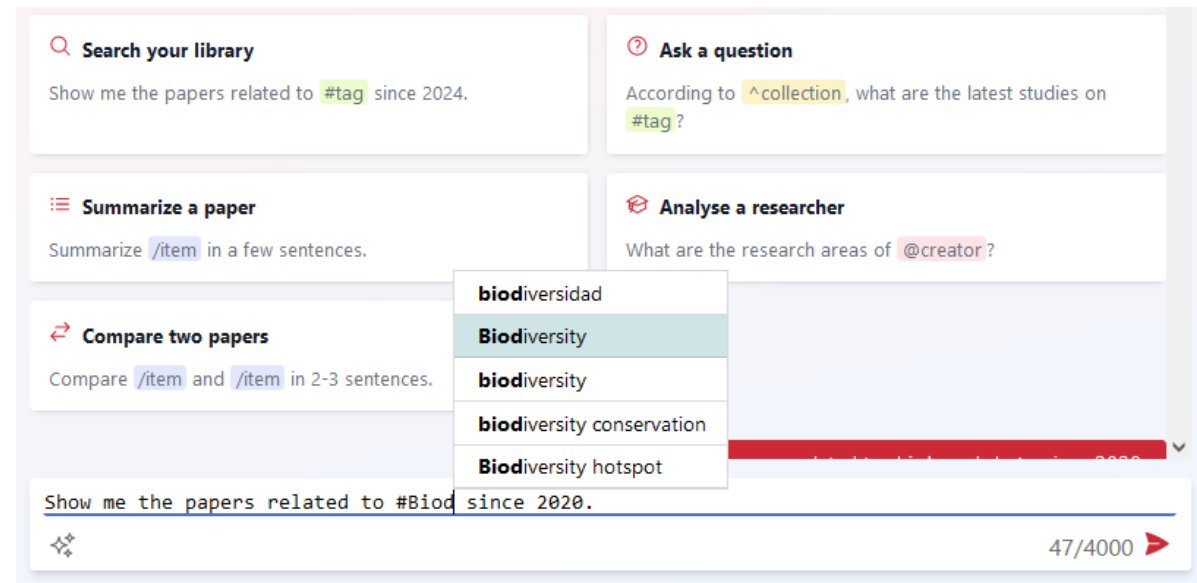 Search your library
Show me the papers related to #tag since 2024.
Ask a question
According to ^collection, what are the latest studies on
#tag?
Summarize a paper
Summarize /item in a few sentences.
Analyse a researcher
What are the research areas of @creator?
Compare two papers
Compare /item and /item in 2-3 sentences.
biodiversidad
Biodiversity
biodiversity
biodiversity conservation
Biodiversity hotspot
Show me the papers related to #Biod since 2020.
47/4000